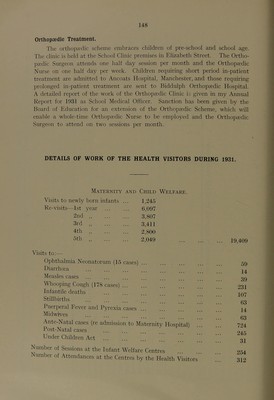 148
Orthopædic Treatment.
The orthopædic scheme embraces children of pre-school and school age.
The clinic is held at the School Clinic premises in Elizabeth Street. The Ortho-
pædic Surgeon attends one half day session per month and the Orthopædic
Nurse on one half day per week. Children requiring short period in-patient
treatment are admitted to Ancoats Hospital, Manchester, and those requiring
prolonged in-patient treatment are sent to Biddulph Orthopædic Hospital.
A detailed report of the work of the Orthopædic Clinic is given in my Annual
Report for 1931 as School Medical Officer. Sanction has been given by the
Board of Education for an extension of the Orthopædic Scheme, which will
enable a whole-time Orthopædic Nurse to be employed and the Orthopædic
Surgeon to attend on two sessions per month.
DETAILS OF WORK OF THE HEALTH VISITORS DURING 1931.
Maternity and Child Welfare.
Visits to newly born infants ... 1,245
Re-visits—1st year ... 6,097
2nd ,, ... 3,807
3rd ,, ... 3,411
4th ,, ... 2,800
5th ,, ... 2,049 ... 19,409
Visits to:—
Ophthalmia Neonatorum (15 cases) ... 59
Diarrhœa ... 14
Measles cases ... 39
Whooping Cough (178 cases) ... 231
Infantile deaths ... 107
Stillbirths ... 63
Puerperal Fever and Pyrexia cases ... 14
Midwives ... 63
Ante-Natal cases (re admission to Maternity Hospital) ... 724
Post-Natal cases ... 245
Under Children Act ... 31
Number of Sessions at the Infant Welfare Centres ... 254
Number of Attendances at the Centres by the Health Visitors ... 312